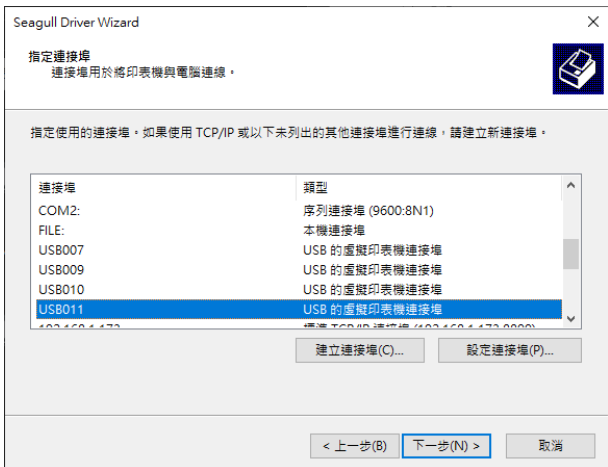 Seagull Driver Wizard
指定連接埠
連接埠用於將印表機與電腦連線。
指定使用的連接埠。如果使用 TCP/IP 或以下未列出的其他連接埠進行連線，請建立新連接埠。
連接埠 類型
COM2: 序列連接埠 (9600:8N1)
FILE: 本機連接埠
USB007 USB 的虛擬印表機連接埠
USB009 USB 的虛擬印表機連接埠
USB010 USB 的虛擬印表機連接埠
USB011 USB 的虛擬印表機連接埠
建立連接埠(C)... 設定連接埠(P)...
< 上一步(B) 下一步(N) > 取消